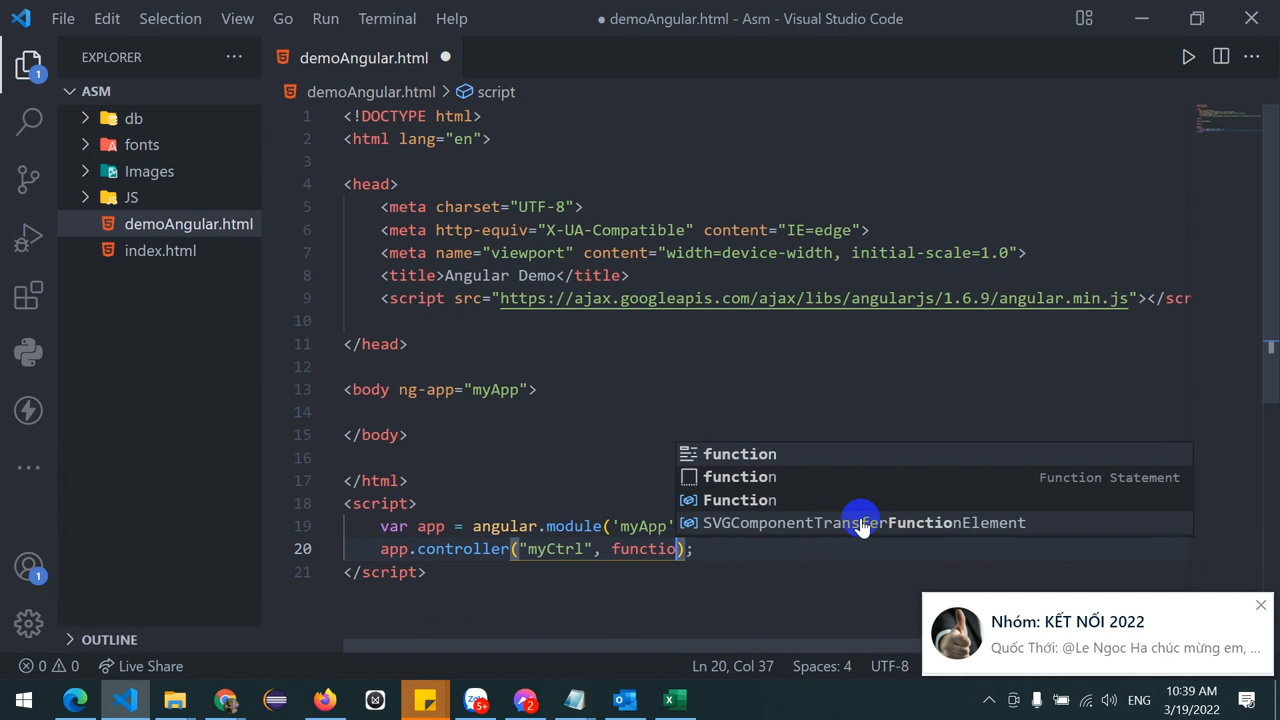 File Edit Selection View Go Run Terminal Help
● demoAngular.html - Asm - Visual Studio Code
EXPLORER
demoAngular.html
ASM
demoAngular.html > script
db
fonts
Images
JS
demoAngular.html
index.html
1 <!DOCTYPE html>
2 <html lang="en">
3
4 <head>
5 <meta charset="UTF-8">
6 <meta http-equiv="X-UA-Compatible" content="IE=edge">
7 <meta name="viewport" content="width=device-width, initial-scale=1.0">
8 <title>Angular Demo</title>
9 <script src="https://ajax.googleapis.com/ajax/libs/angularjs/1.6.9/angular.min.js"></scr
10
11 </head>
12
13 <body ng-app="myApp">
14
15 </body>
16
17 </html>
18 <script>
19 var app = angular.module('myApp'
20 app.controller("myCtrl", functio);
21 </script>
function
function Function Statement
Function
SVGComponentTransferFunctionElement
1
1
OUTLINE
Nhóm: KẾT NỐI 2022
Quốc Thới: @Le Ngoc Ha chúc mừng em, ...
0 0 Live Share
Ln 20, Col 37 Spaces: 4 UTF-8
5+ 2
ENG
10:39 AM
3/19/2022